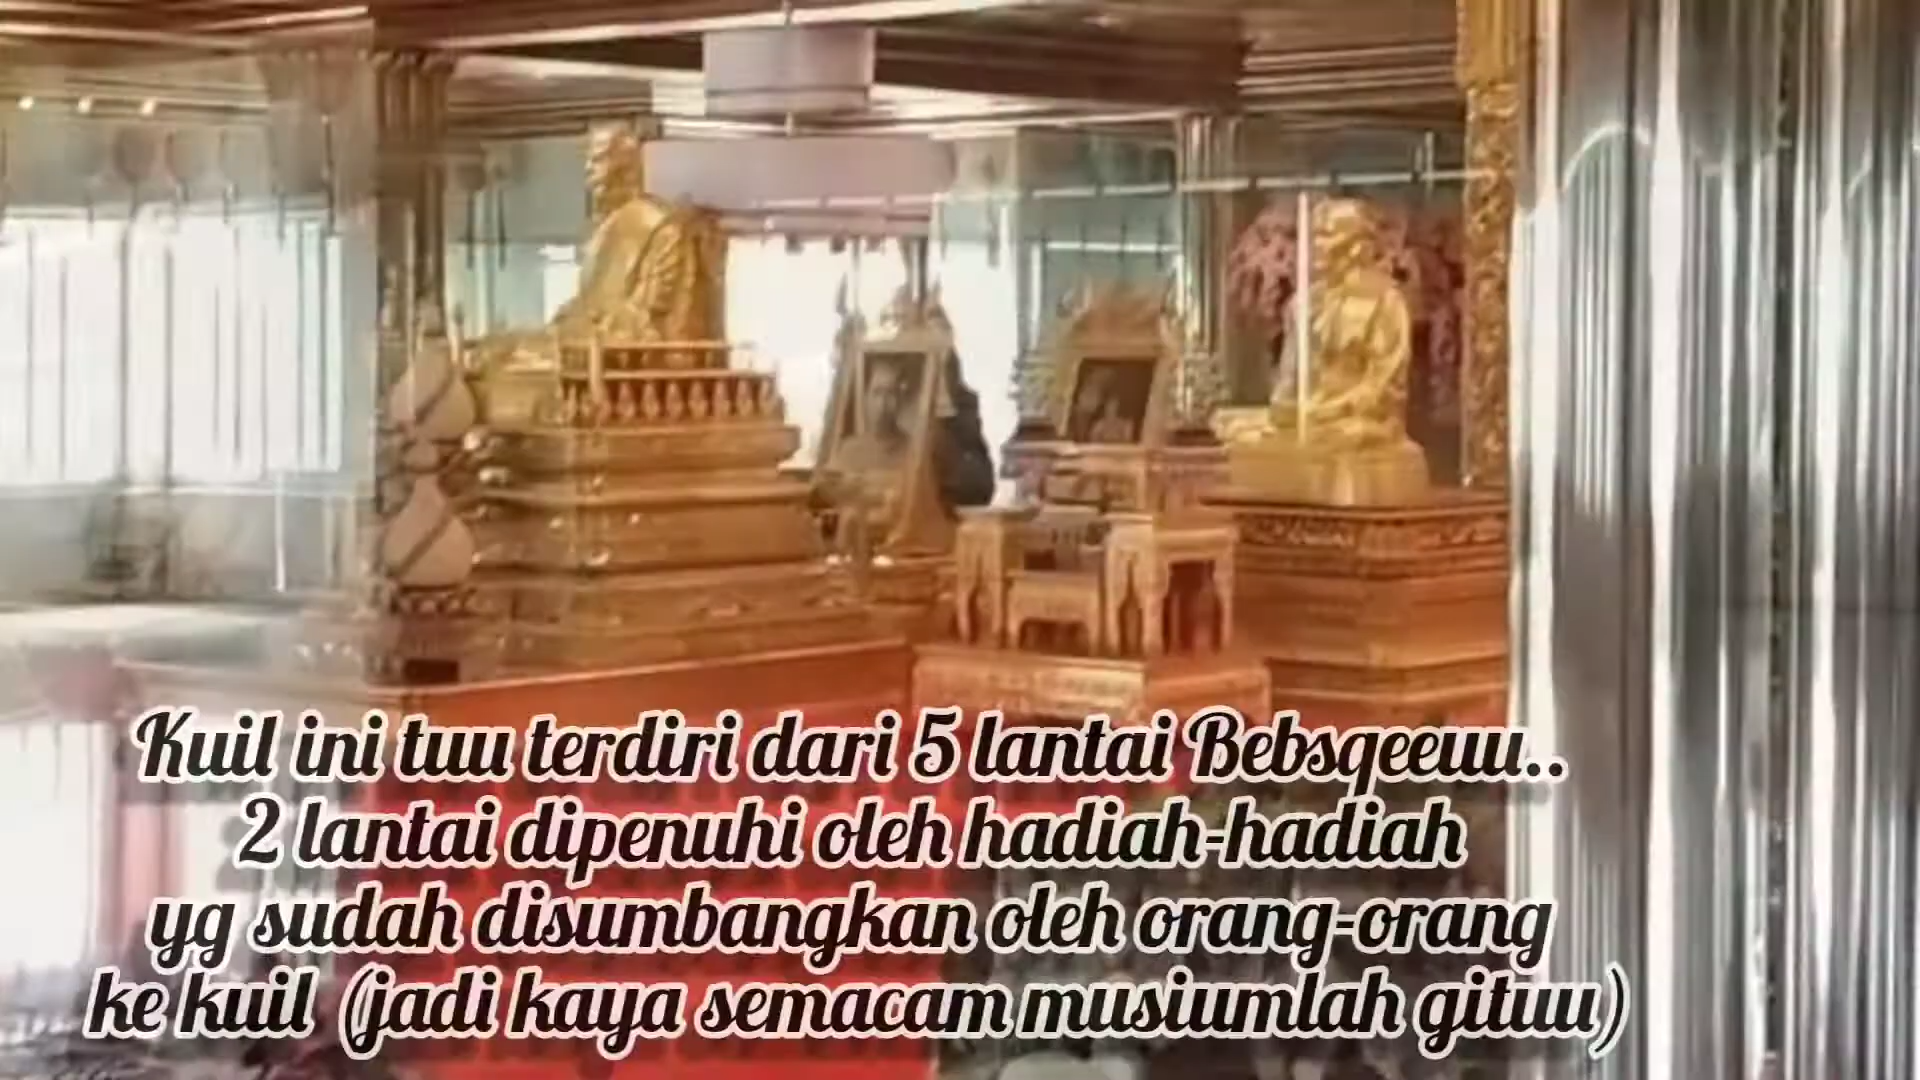 Kuil ini tuu terdiri dari 5 lantai Bebsqeeuu..
2 lantai dipenuhi oleh hadiah-hadiah
yg sudah disumbangkan oleh orang-orang
ke kuil (jadi kaya semacam musiumlah gituu)